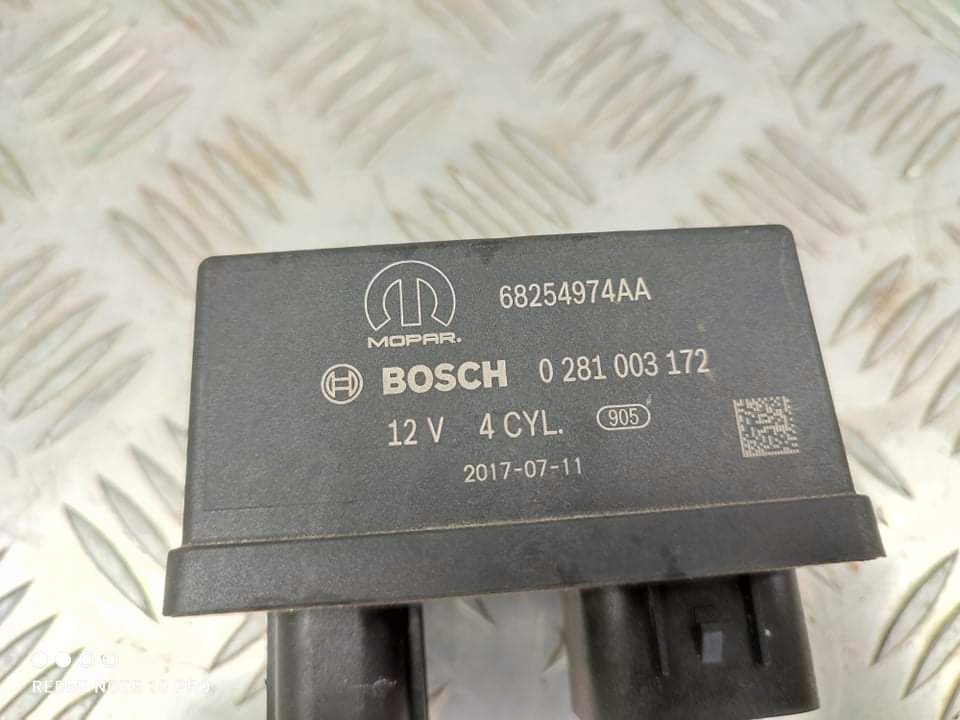 68254974AA
MOPAR.
BOSCH 0 281 003 172
12 V 4 CYL. 905
2017-07-11
REDMI NOTE 10 PRO